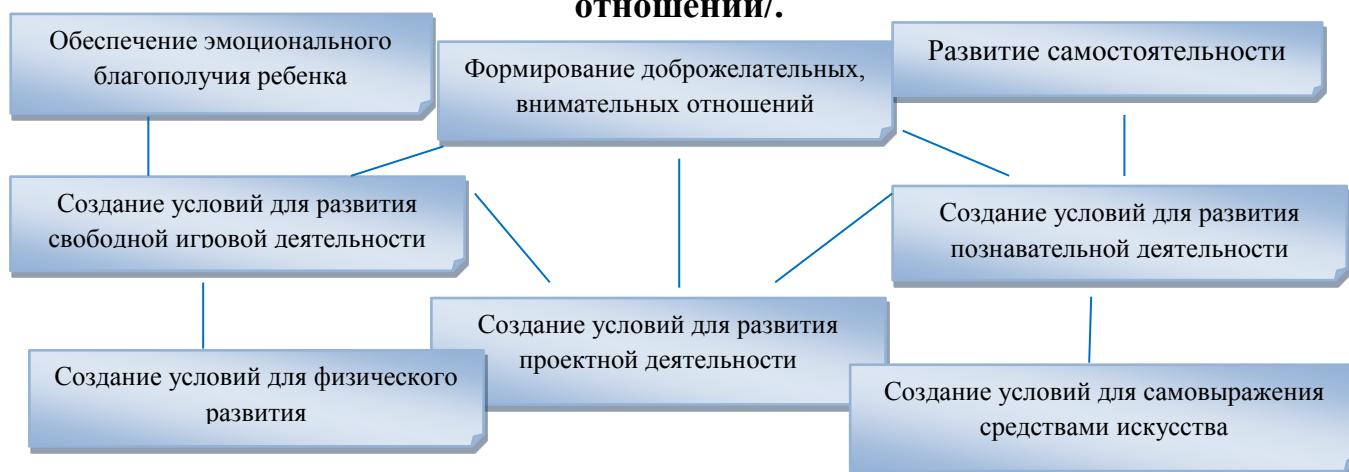 отношений/.
Обеспечение эмоционального
благополучия ребенка
Формирование доброжелательных,
внимательных отношений
Развитие самостоятельности
Создание условий для развития
свободной игровой деятельности
Создание условий для развития
познавательной деятельности
Создание условий для развития
проектной деятельности
Создание условий для физического
развития
Создание условий для самовыражения
средствами искусства